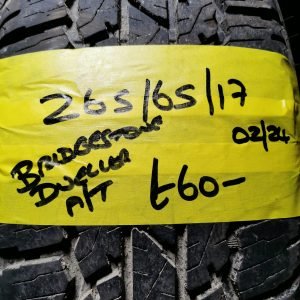 265/65/17
02/24
BRIDGESTONE
DUELLER
A/T
£60-